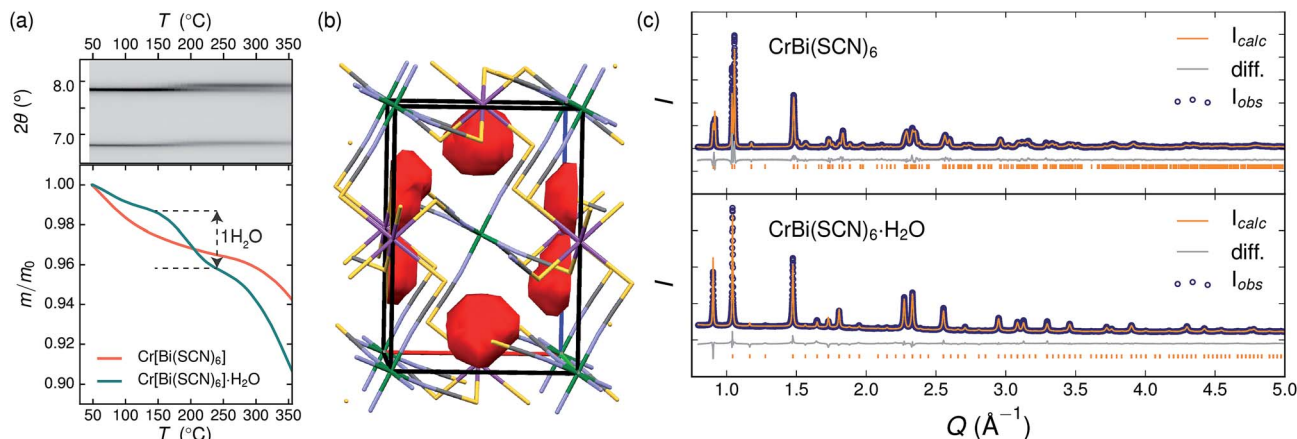 (a)
T (°C)
50 100 150 200 250 300 350
2θ (°)
8.0
7.0
m/m₀
1.00
0.98
0.96
0.94
0.92
0.90
1H₂O
Cr[Bi(SCN)₆]
Cr[Bi(SCN)₆]·H₂O
50 100 150 200 250 300 350
T (°C)
(b)
(c)
I
CrBi(SCN)₆
I_calc
diff.
I_obs
I
CrBi(SCN)₆·H₂O
I_calc
diff.
I_obs
1.0 1.5 2.0 2.5 3.0 3.5 4.0 4.5 5.0
Q (Å⁻¹)